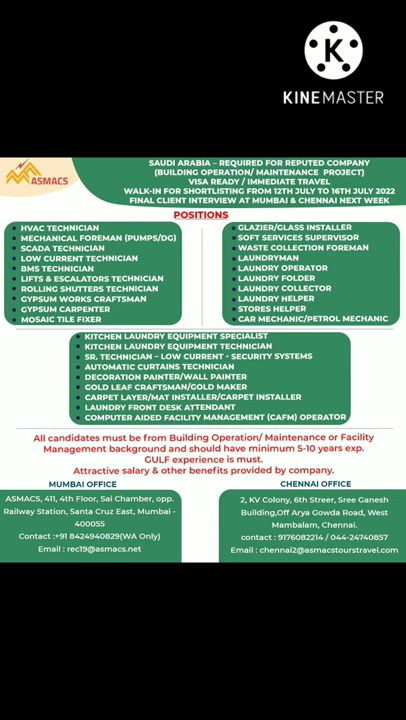 KINEMASTER
ASMACS
SAUDI ARABIA – REQUIRED FOR REPUTED COMPANY
(BUILDING OPERATION/ MAINTENANCE PROJECT)
VISA READY / IMMEDIATE TRAVEL
WALK-IN FOR SHORTLISTING FROM 12TH JULY TO 16TH JULY 2022
FINAL CLIENT INTERVIEW AT MUMBAI & CHENNAI NEXT WEEK
POSITIONS
• HVAC TECHNICIAN
• MECHANICAL FOREMAN (PUMPS/DG)
• SCADA TECHNICIAN
• LOW CURRENT TECHNICIAN
• BMS TECHNICIAN
• LIFTS & ESCALATORS TECHNICIAN
• ROLLING SHUTTERS TECHNICIAN
• GYPSUM WORKS CRAFTSMAN
• GYPSUM CARPENTER
• MOSAIC TILE FIXER
• GLAZIER/GLASS INSTALLER
• SOFT SERVICES SUPERVISOR
• WASTE COLLECTION FOREMAN
• LAUNDRYMAN
• LAUNDRY OPERATOR
• LAUNDRY FOLDER
• LAUNDRY COLLECTOR
• LAUNDRY HELPER
• STORES HELPER
• CAR MECHANIC/PETROL MECHANIC
• KITCHEN LAUNDRY EQUIPMENT SPECIALIST
• KITCHEN LAUNDRY EQUIPMENT TECHNICIAN
• SR. TECHNICIAN – LOW CURRENT - SECURITY SYSTEMS
• AUTOMATIC CURTAINS TECHNICIAN
• DECORATION PAINTER/WALL PAINTER
• GOLD LEAF CRAFTSMAN/GOLD MAKER
• CARPET LAYER/MAT INSTALLER/CARPET INSTALLER
• LAUNDRY FRONT DESK ATTENDANT
• COMPUTER AIDED FACILITY MANAGEMENT (CAFM) OPERATOR
All candidates must be from Building Operation/ Maintenance or Facility
Management background and should have minimum 5-10 years exp.
GULF experience is must.
Attractive salary & other benefits provided by company.
MUMBAI OFFICE
ASMACS, 411, 4th Floor, Sai Chamber, opp.
Railway Station, Santa Cruz East, Mumbai -
400055
Contact :+91 8424940829(WA Only)
Email : rec19@asmacs.net
CHENNAI OFFICE
2, KV Colony, 6th Streer, Sree Ganesh
Building,Off Arya Gowda Road, West
Mambalam, Chennai.
contact : 9176082214 / 044-24740857
Email : chennai2@asmacstourstravel.com